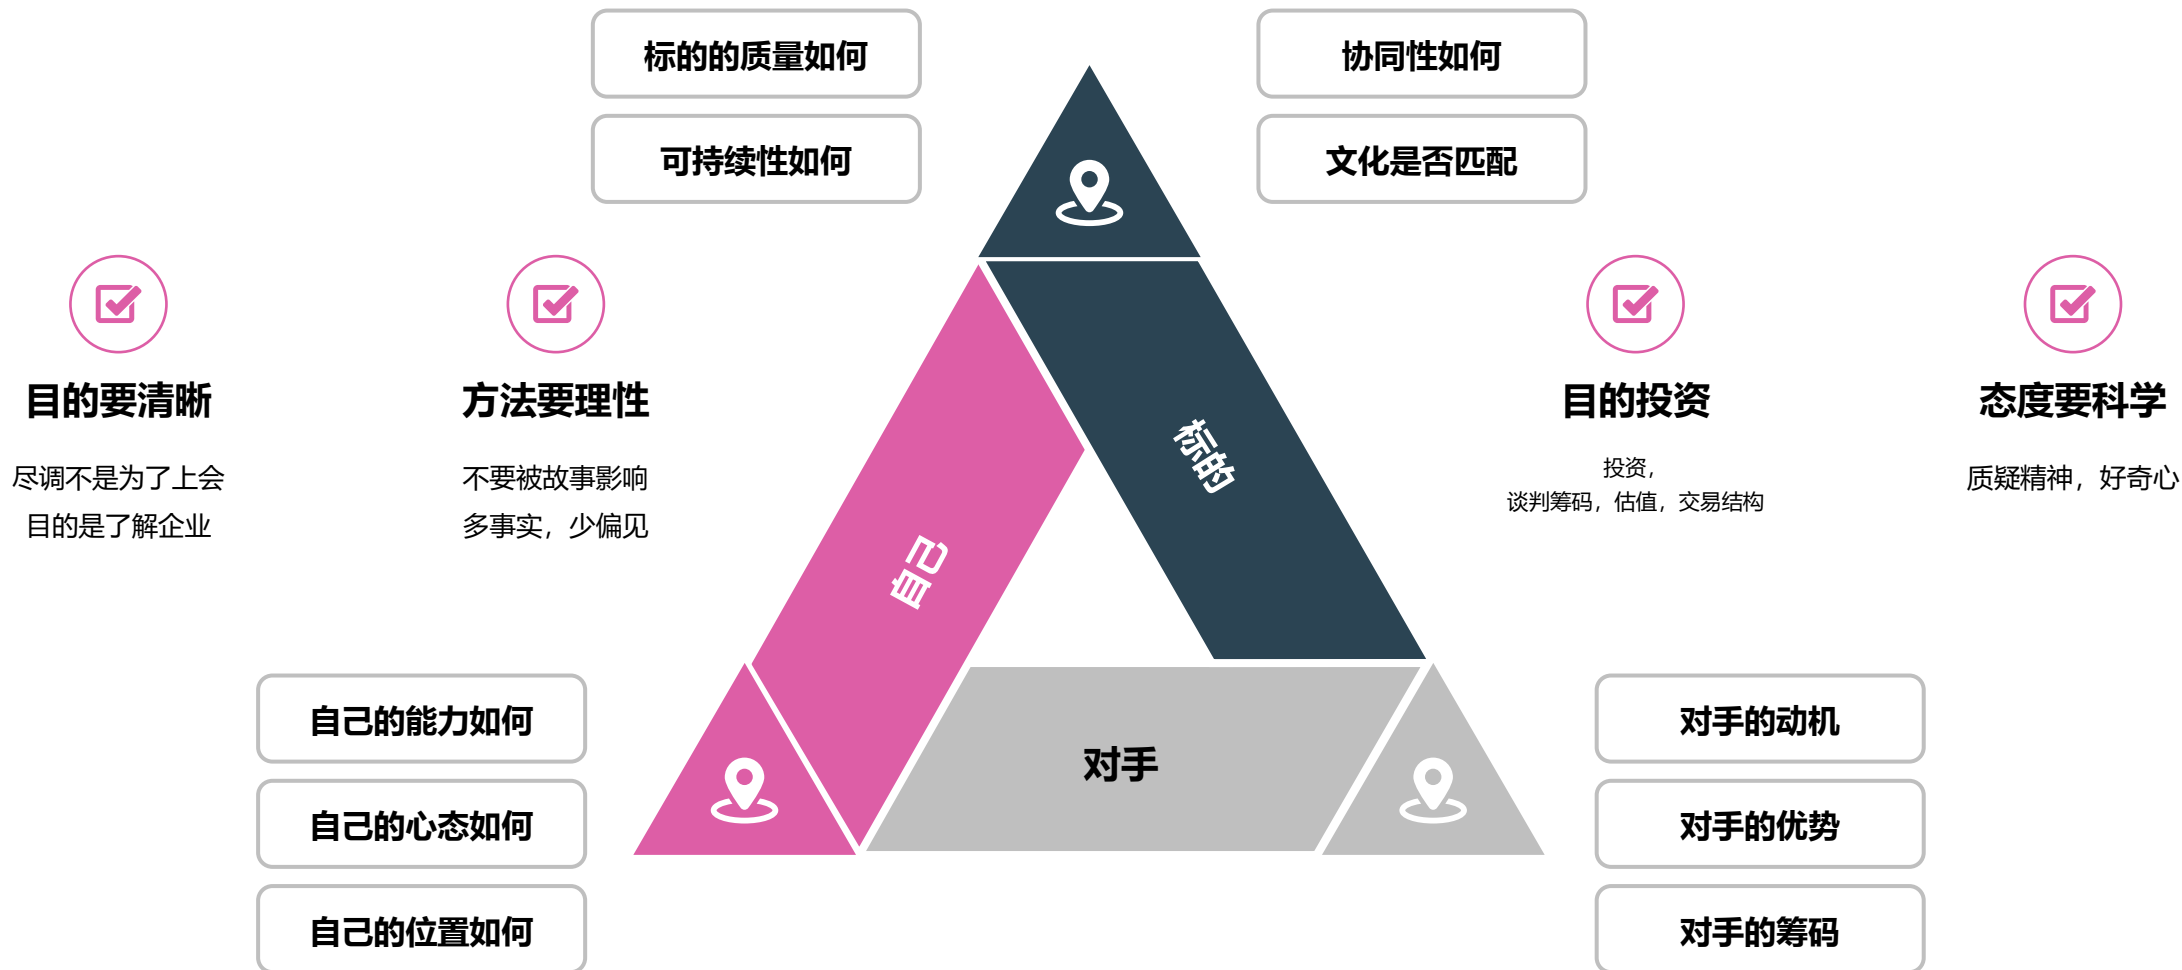 标的的质量如何
协同性如何
可持续性如何
文化是否匹配
目的要清晰
尽调不是为了上会
目的是了解企业
方法要理性
不要被故事影响
多事实，少偏见
目的投资
投资，
谈判筹码，估值，交易结构
态度要科学
质疑精神，好奇心
标的
自己
对手
自己的能力如何
自己的心态如何
自己的位置如何
对手的动机
对手的优势
对手的筹码